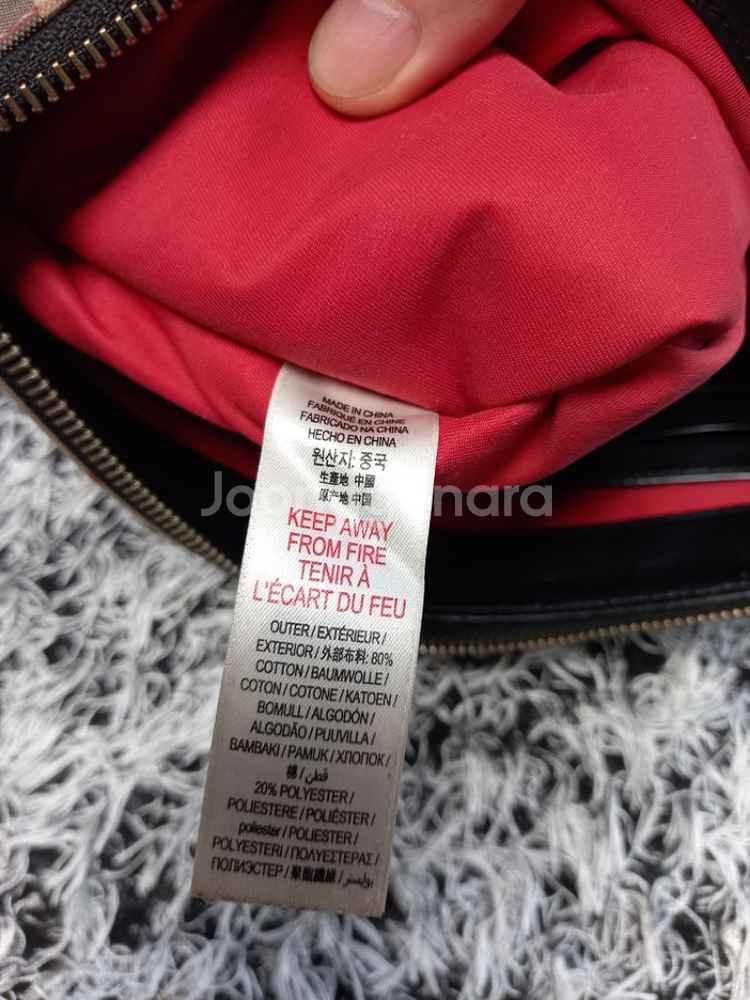 MADE IN CHINA
FABRIQUÉ EN CHINE
FABRICADO NA CHINA
HECHO EN CHINA
원산지: 중국
生產地 中國
原产地 中国
KEEP AWAY
FROM FIRE
TENIR À
L'ÉCART DU FEU
OUTER / EXTÉRIEUR /
EXTERIOR / 外部布料: 80%
COTTON / BAUMWOLLE /
COTON / COTONE / KATOEN /
BOMULL / ALGODÓN /
ALGODÃO / PUUVILLA /
BAMBAKI / PAMUK / ХЛОПОК /
棉 / قطن /
20% POLYESTER /
POLIESTERE / POLIÉSTER /
poliester / POLIESTER /
POLYESTERI / ΠΟΛΥΕΣΤΕΡΑΣ /
ПОЛИЭСТЕР / 聚酯纖維 / بوليستر /